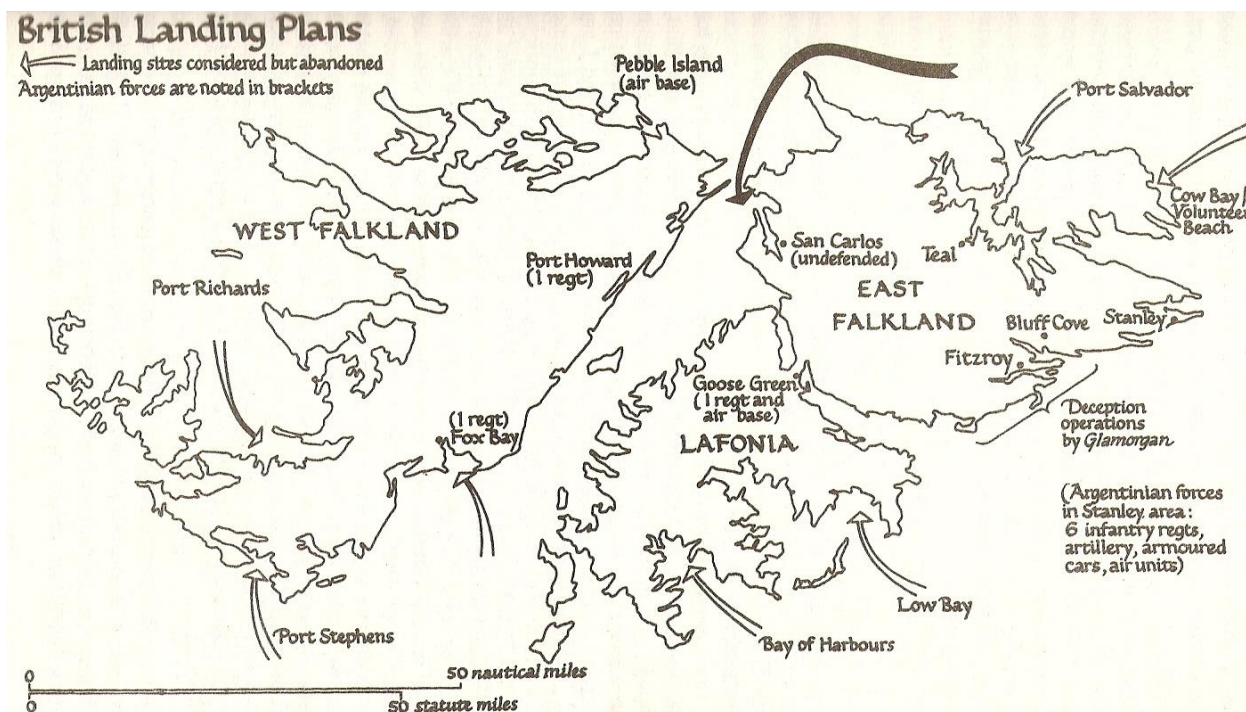 British Landing Plans
Landing sites considered but abandoned
Argentinian forces are noted in brackets
Pebble Island
(air base)
Port Salvador
Cow Bay/
Volunteer
Beach
WEST FALKLAND
San Carlos
(undefended)
Teal
Port Howard
(1 regt)
Port Richards
EAST
FALKLAND
Bluff Cove
Stanley
Fitzroy
Goose Green
(1 regt and
air base)
Deception
operations
by Glamorgan
(1 regt)
Fox Bay
LAFONIA
(Argentinian forces
in Stanley area:
6 infantry regts,
artillery, armoured
cars, air units)
Low Bay
Port Stephens
Bay of Harbours
0
50 nautical miles
0
50 statute miles